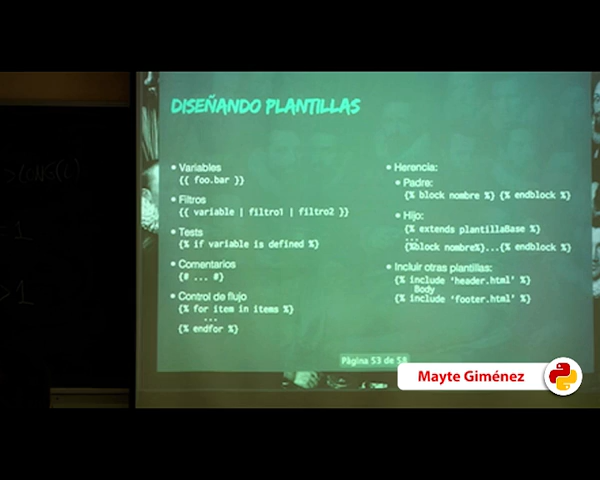 DISEÑANDO PLANTILLAS
Variables
{{ foo.bar }}
Filtros
{{ variable | filtro1 | filtro2 }}
Tests
{% if variable is defined %}
Comentarios
{# ... #}
Control de flujo
{% for item in items %}
...
{% endfor %}
Herencia:
Padre:
{% block nombre %} {% endblock %}
Hijo:
{% extends plantillaBase %}
...
{%block nombre%}...{% endblock %}
Incluir otras plantillas:
{% include 'header.html' %}
Body
{% include 'footer.html' %}
Página 53 de 58
Mayte Giménez